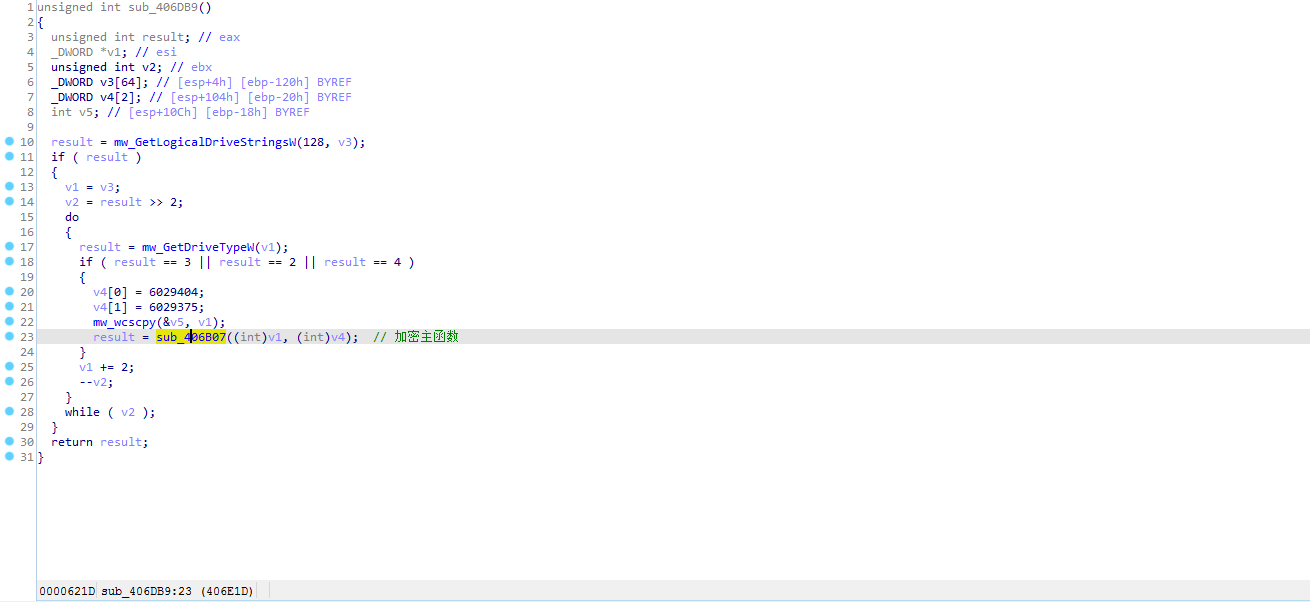 1 unsigned int sub_406DB9()
2 {
3 unsigned int result; // eax
4 _DWORD *v1; // esi
5 unsigned int v2; // ebx
6 _DWORD v3[64]; // [esp+4h] [ebp-120h] BYREF
7 _DWORD v4[2]; // [esp+104h] [ebp-20h] BYREF
8 int v5; // [esp+10Ch] [ebp-18h] BYREF
9
10 result = mw_GetLogicalDriveStringsW(128, v3);
11 if ( result )
12 {
13 v1 = v3;
14 v2 = result >> 2;
15 do
16 {
17 result = mw_GetDriveTypeW(v1);
18 if ( result == 3 || result == 2 || result == 4 )
19 {
20 v4[0] = 6029404;
21 v4[1] = 6029375;
22 mw_wcscpy(&v5, v1);
23 result = sub_406B07((int)v1, (int)v4); // 加密主函数
24 }
25 v1 += 2;
26 --v2;
27 }
28 while ( v2 );
29 }
30 return result;
31 }
0000621D sub_406DB9:23 (406E1D)